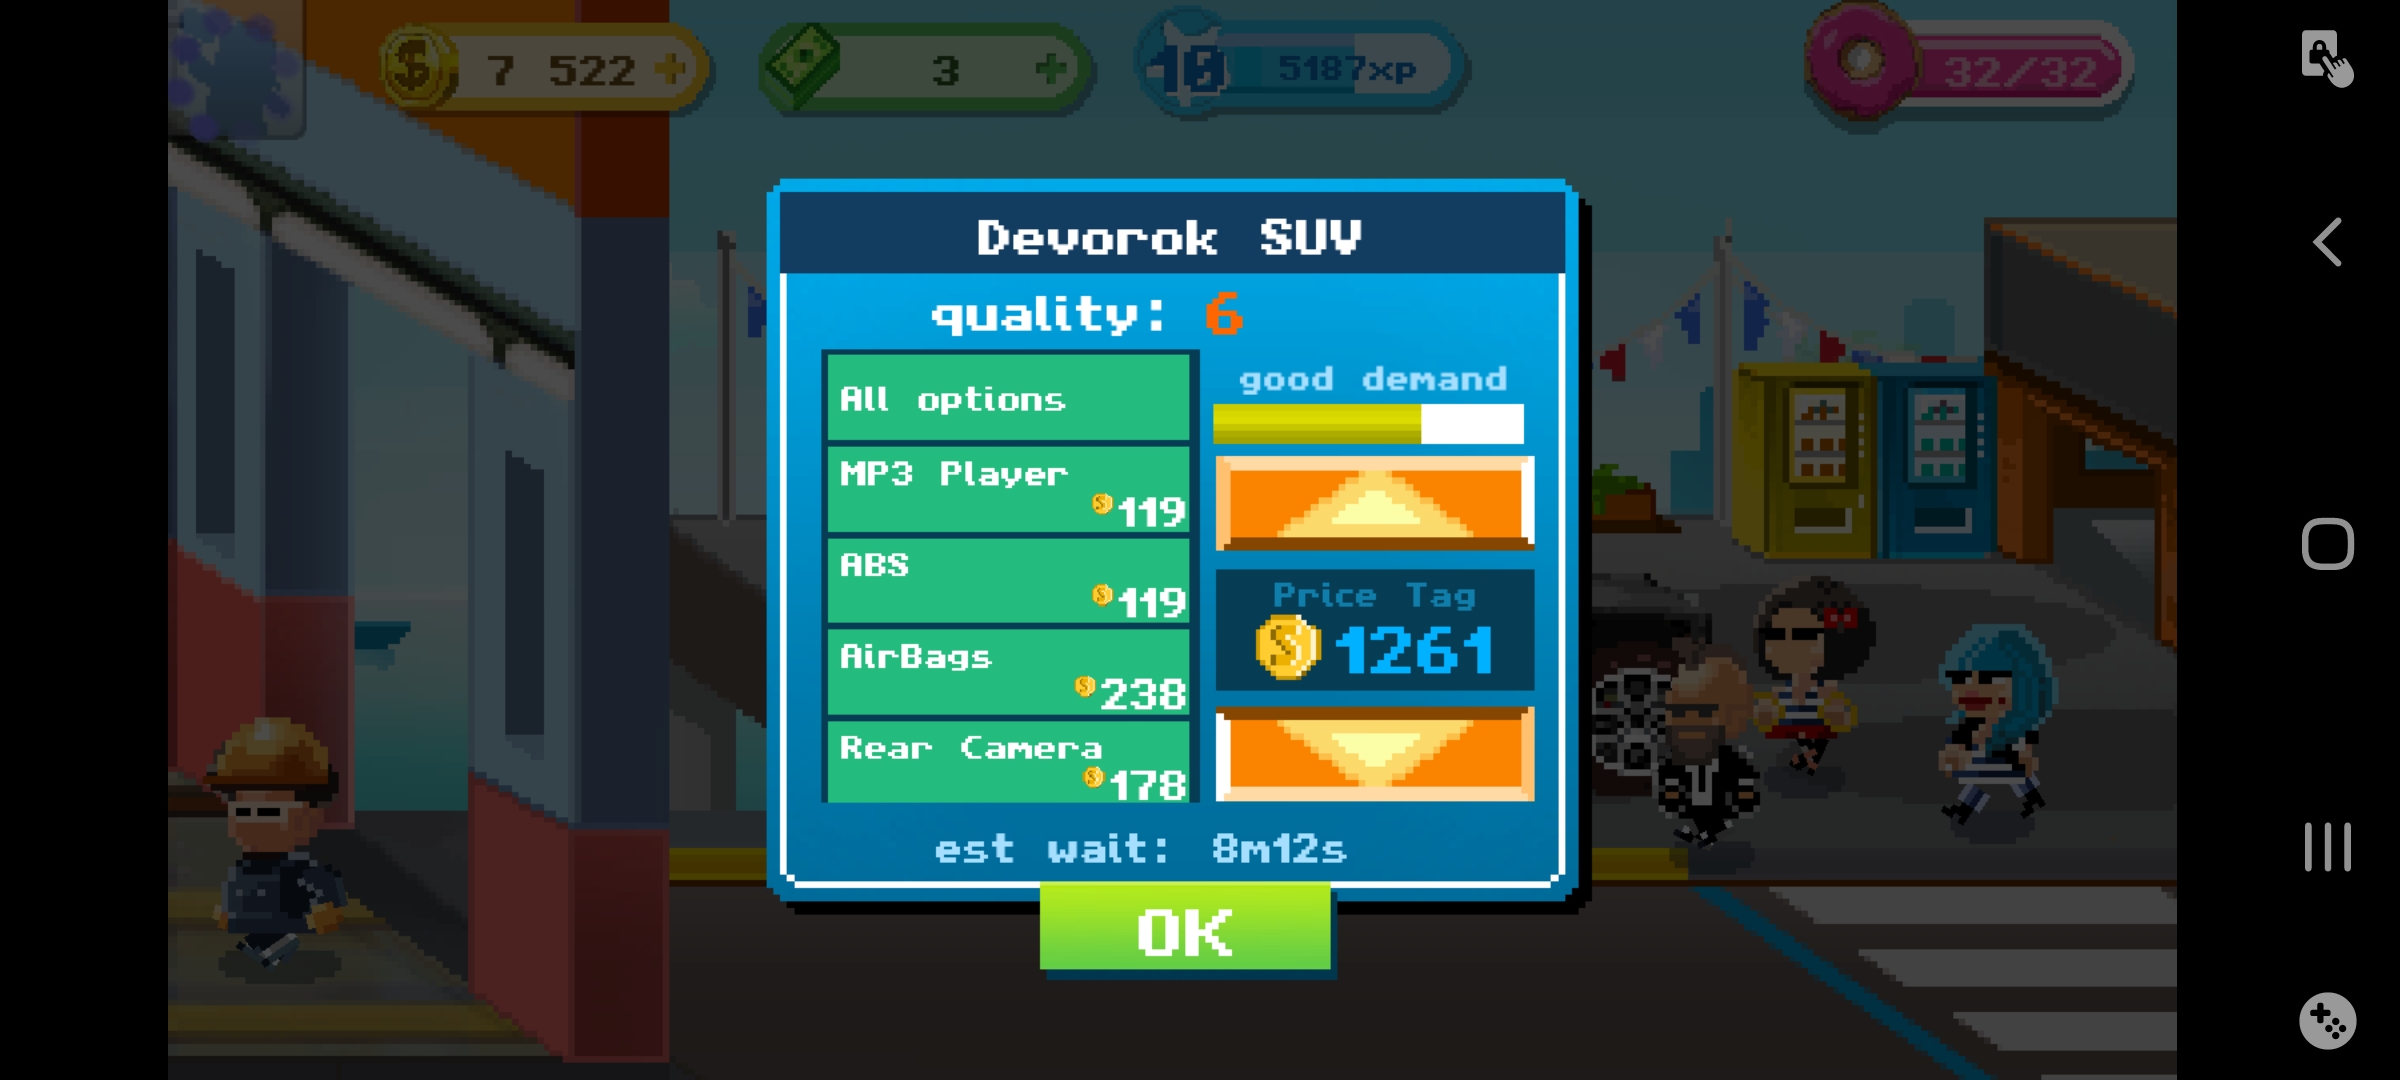 7 522
3
10 5187xp
32/32
Devorok SUV
quality: 6
All options
good demand
MP3 Player
119
ABS
119
Price Tag
1261
AirBags
238
Rear Camera
178
est wait: 8m12s
OK